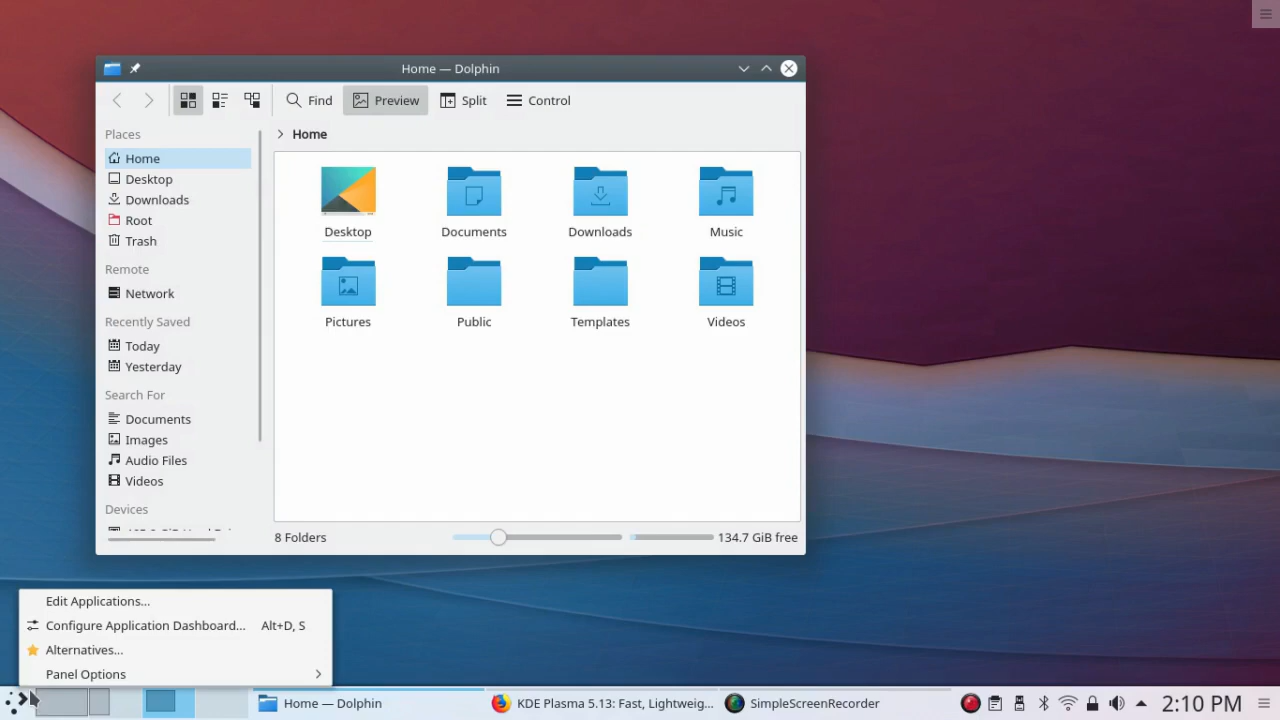 Home — Dolphin
Find
Preview
Split
Control
Places
Home
Desktop
Downloads
Root
Trash
Remote
Network
Recently Saved
Today
Yesterday
Search For
Documents
Images
Audio Files
Videos
Devices
Home
Desktop
Documents
Downloads
Music
Pictures
Public
Templates
Videos
8 Folders
134.7 GiB free
Edit Applications...
Configure Application Dashboard... Alt+D, S
Alternatives...
Panel Options
Home — Dolphin
KDE Plasma 5.13: Fast, Lightweig...
SimpleScreenRecorder
2:10 PM